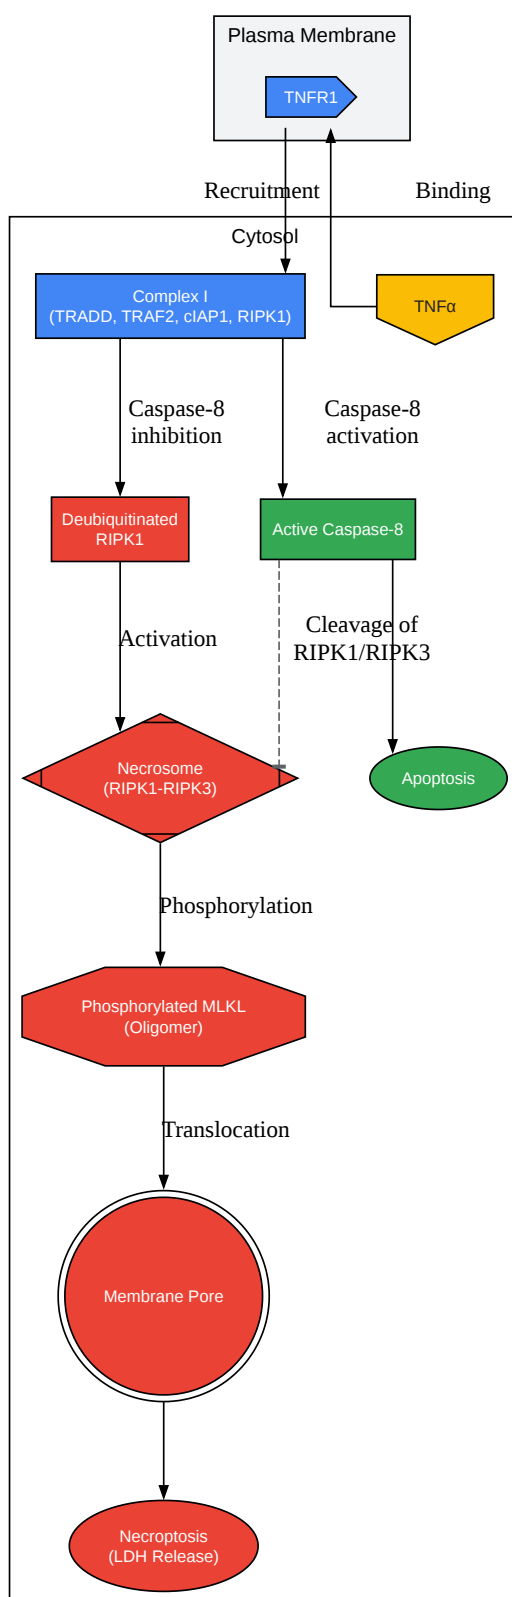 Plasma Membrane
TNFR1
Recruitment
Binding
Cytosol
Complex I
(TRADD, TRAF2, cIAP1, RIPK1)
TNFα
Caspase-8
inhibition
Caspase-8
activation
Deubiquitinated
RIPK1
Active Caspase-8
Activation
Cleavage of
RIPK1/RIPK3
Necrosome
(RIPK1-RIPK3)
Apoptosis
Phosphorylation
Phosphorylated MLKL
(Oligomer)
Translocation
Membrane Pore
Necroptosis
(LDH Release)